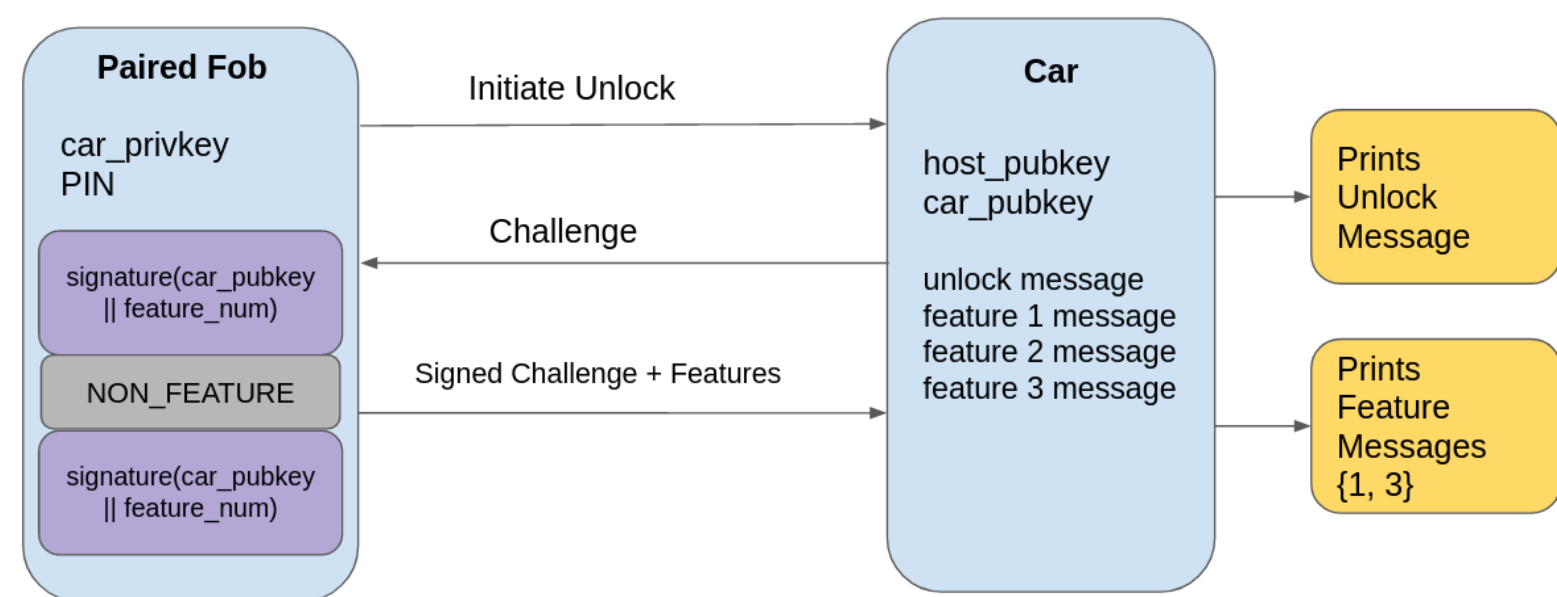 Paired Fob
car_privkey
PIN
signature(car_pubkey
|| feature_num)
NON_FEATURE
signature(car_pubkey
|| feature_num)
Initiate Unlock
Challenge
Signed Challenge + Features
Car
host_pubkey
car_pubkey
unlock message
feature 1 message
feature 2 message
feature 3 message
Prints
Unlock
Message
Prints
Feature
Messages
{1, 3}